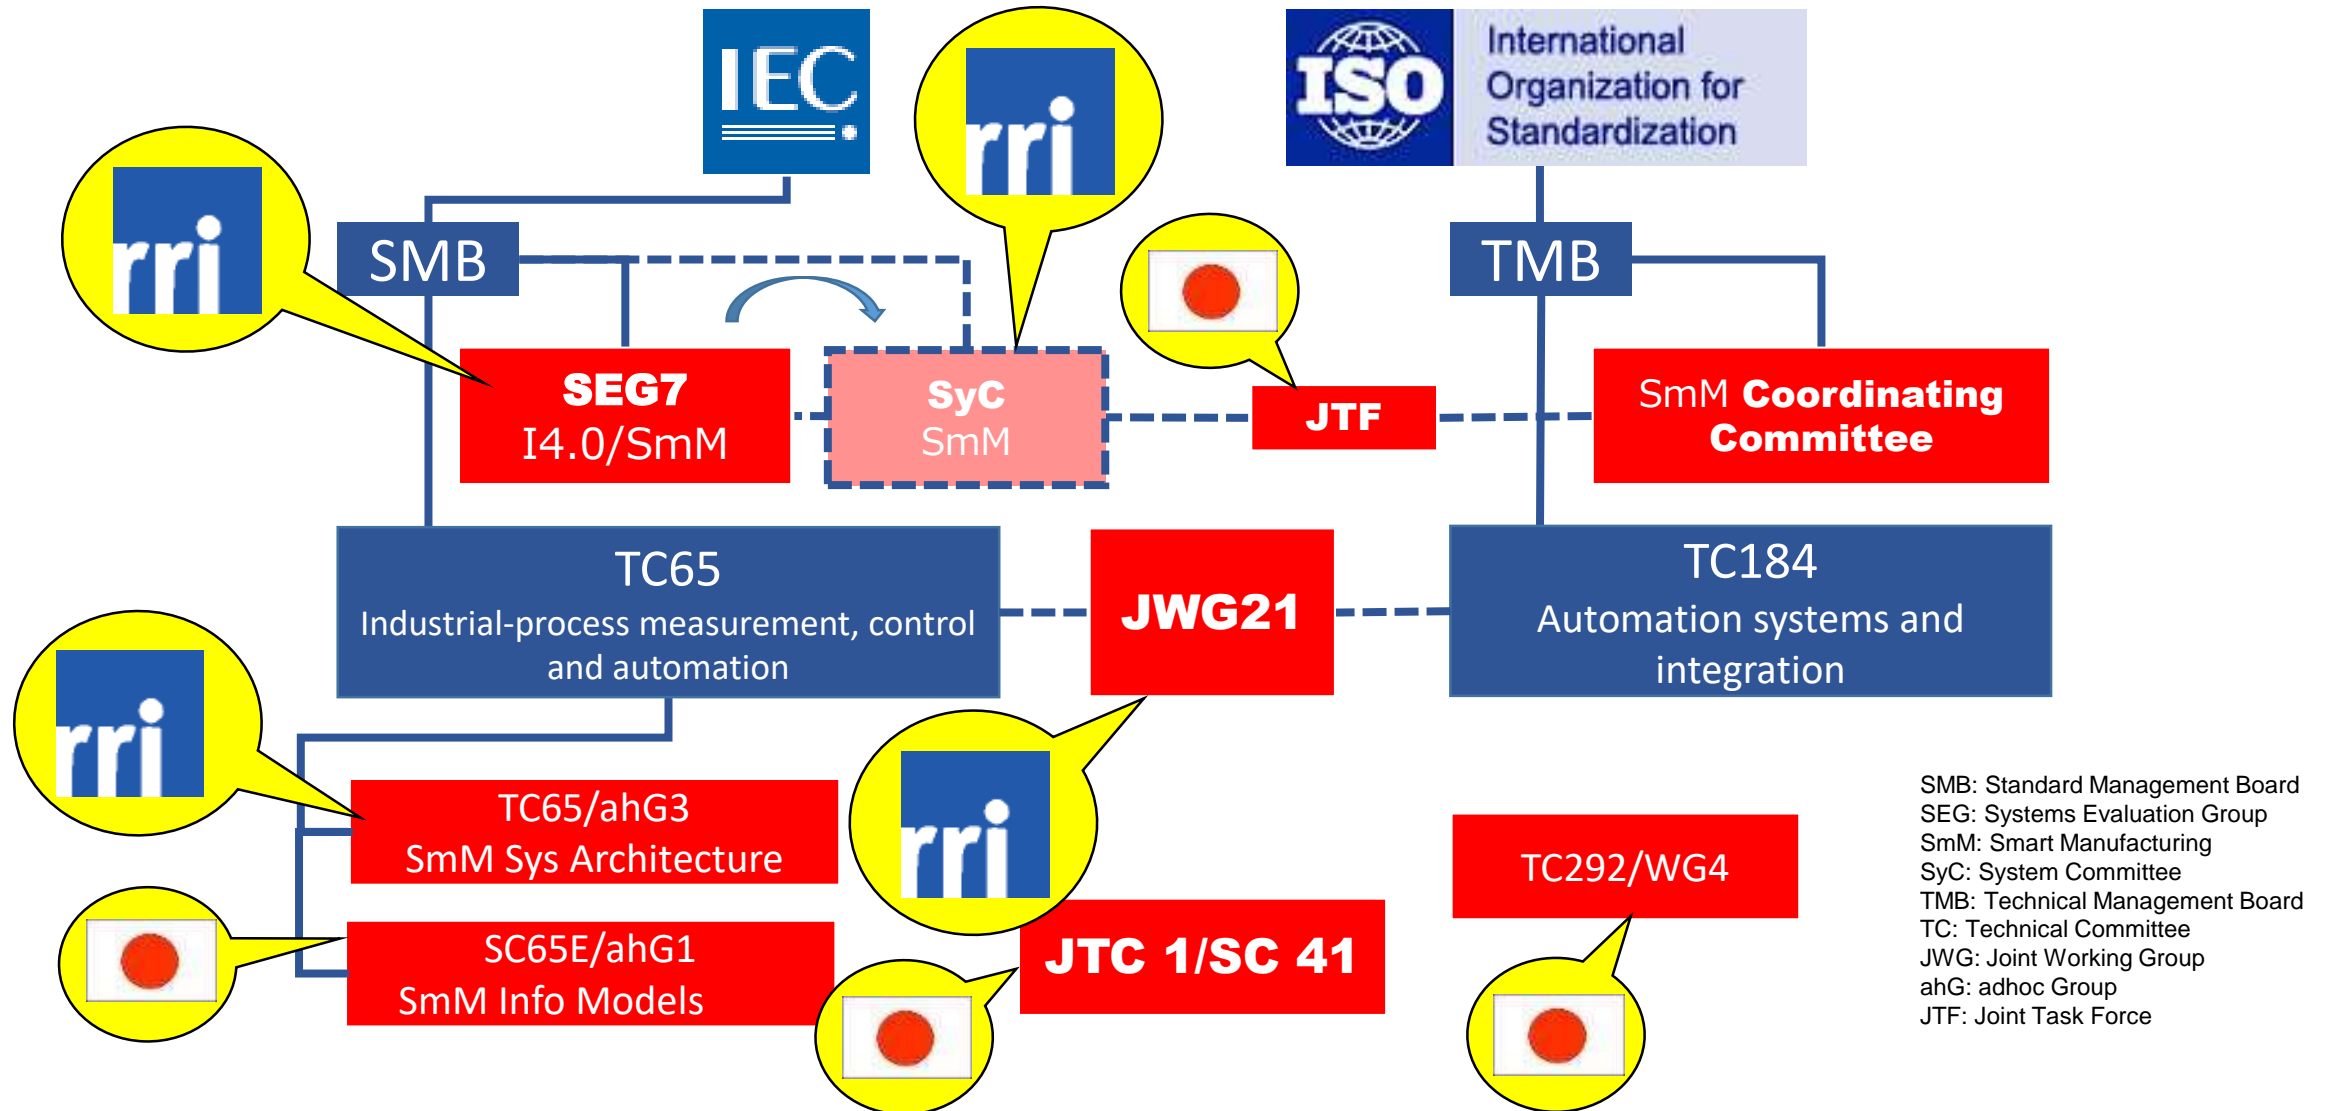 IEC
rri
ISO
International
Organization for
Standardization
rri
SMB
TMB
SEG7
I4.0/SmM
SyC
SmM
JTF
SmM Coordinating
Committee
TC65
Industrial-process measurement, control
and automation
JWG21
TC184
Automation systems and
integration
rri
rri
TC65/ahG3
SmM Sys Architecture
SC65E/ahG1
SmM Info Models
JTC 1/SC 41
TC292/WG4
SMB: Standard Management Board
SEG: Systems Evaluation Group
SmM: Smart Manufacturing
SyC: System Committee
TMB: Technical Management Board
TC: Technical Committee
JWG: Joint Working Group
ahG: adhoc Group
JTF: Joint Task Force